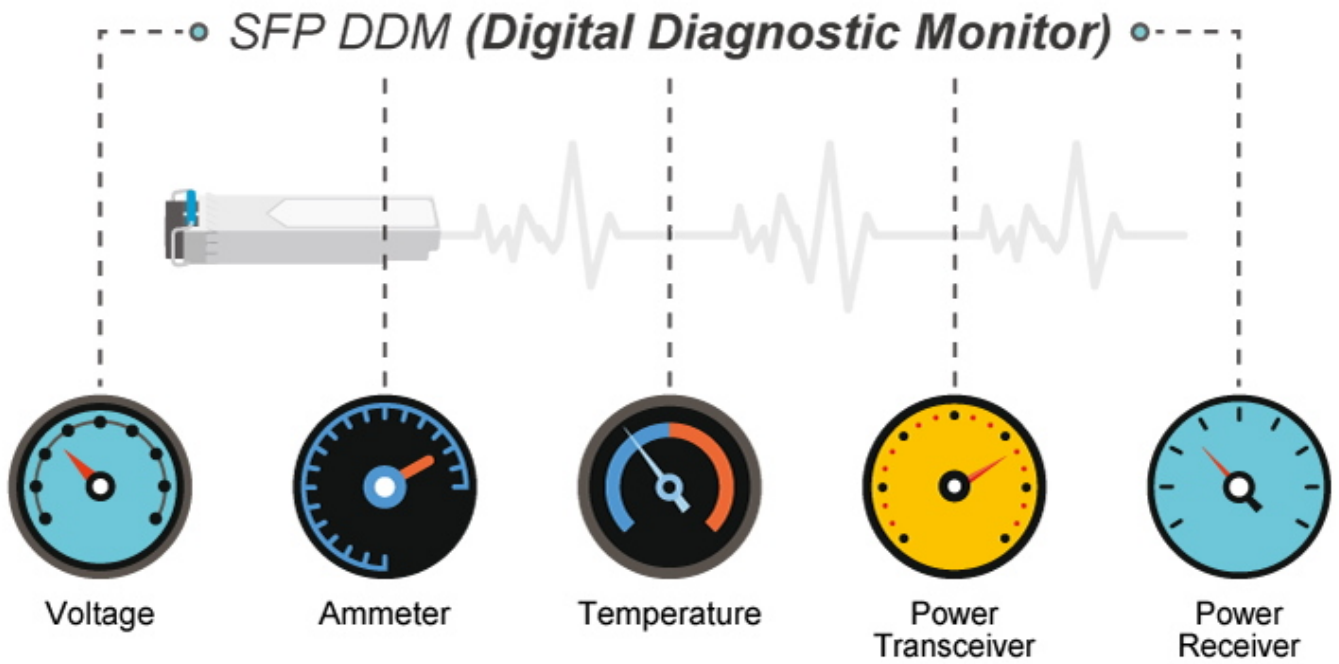 SFP DDM (Digital Diagnostic Monitor)
Voltage
Ammeter
Temperature
Power
Transceiver
Power
Receiver